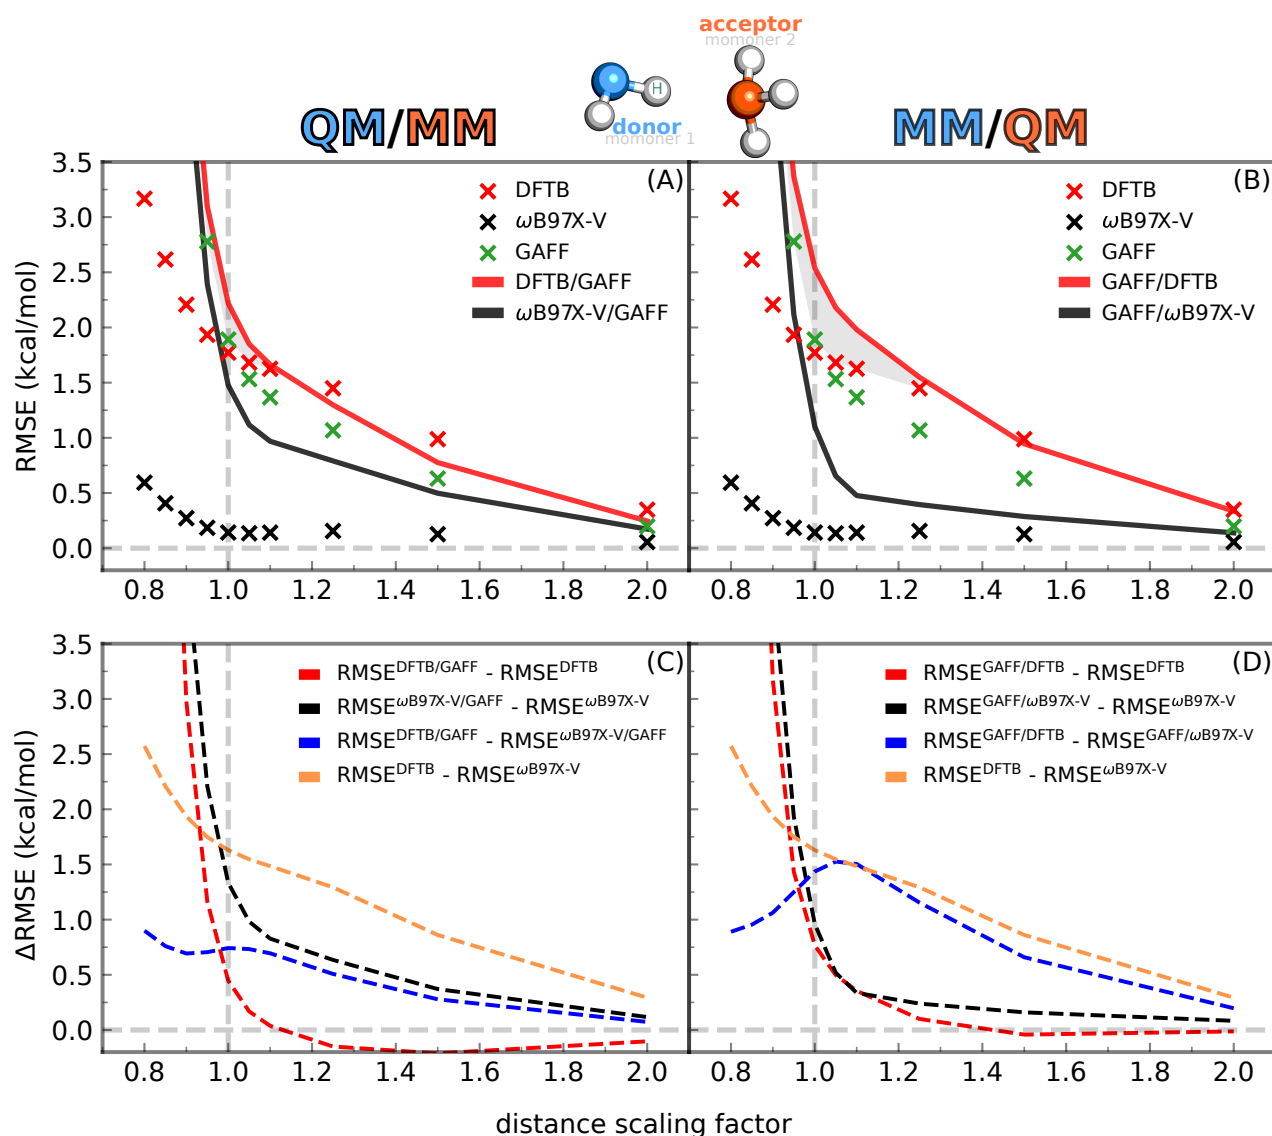 acceptor
momoner 2
H
donor
momoner 1
QM/MM
MM/QM
3.5
3.0
2.5
2.0
1.5
1.0
0.5
0.0
RMSE (kcal/mol)
(A)
DFTB
ωB97X-V
GAFF
DFTB/GAFF
ωB97X-V/GAFF
0.8 1.0 1.2 1.4 1.6 1.8 2.0
(B)
DFTB
ωB97X-V
GAFF
GAFF/DFTB
GAFF/ωB97X-V
0.8 1.0 1.2 1.4 1.6 1.8 2.0
3.5
3.0
2.5
2.0
1.5
1.0
0.5
0.0
ΔRMSE (kcal/mol)
(C)
RMSE^DFTB/GAFF - RMSE^DFTB
RMSE^ωB97X-V/GAFF - RMSE^ωB97X-V
RMSE^DFTB/GAFF - RMSE^ωB97X-V/GAFF
RMSE^DFTB - RMSE^ωB97X-V
0.8 1.0 1.2 1.4 1.6 1.8 2.0
(D)
RMSE^GAFF/DFTB - RMSE^DFTB
RMSE^GAFF/ωB97X-V - RMSE^ωB97X-V
RMSE^GAFF/DFTB - RMSE^GAFF/ωB97X-V
RMSE^DFTB - RMSE^ωB97X-V
0.8 1.0 1.2 1.4 1.6 1.8 2.0
distance scaling factor